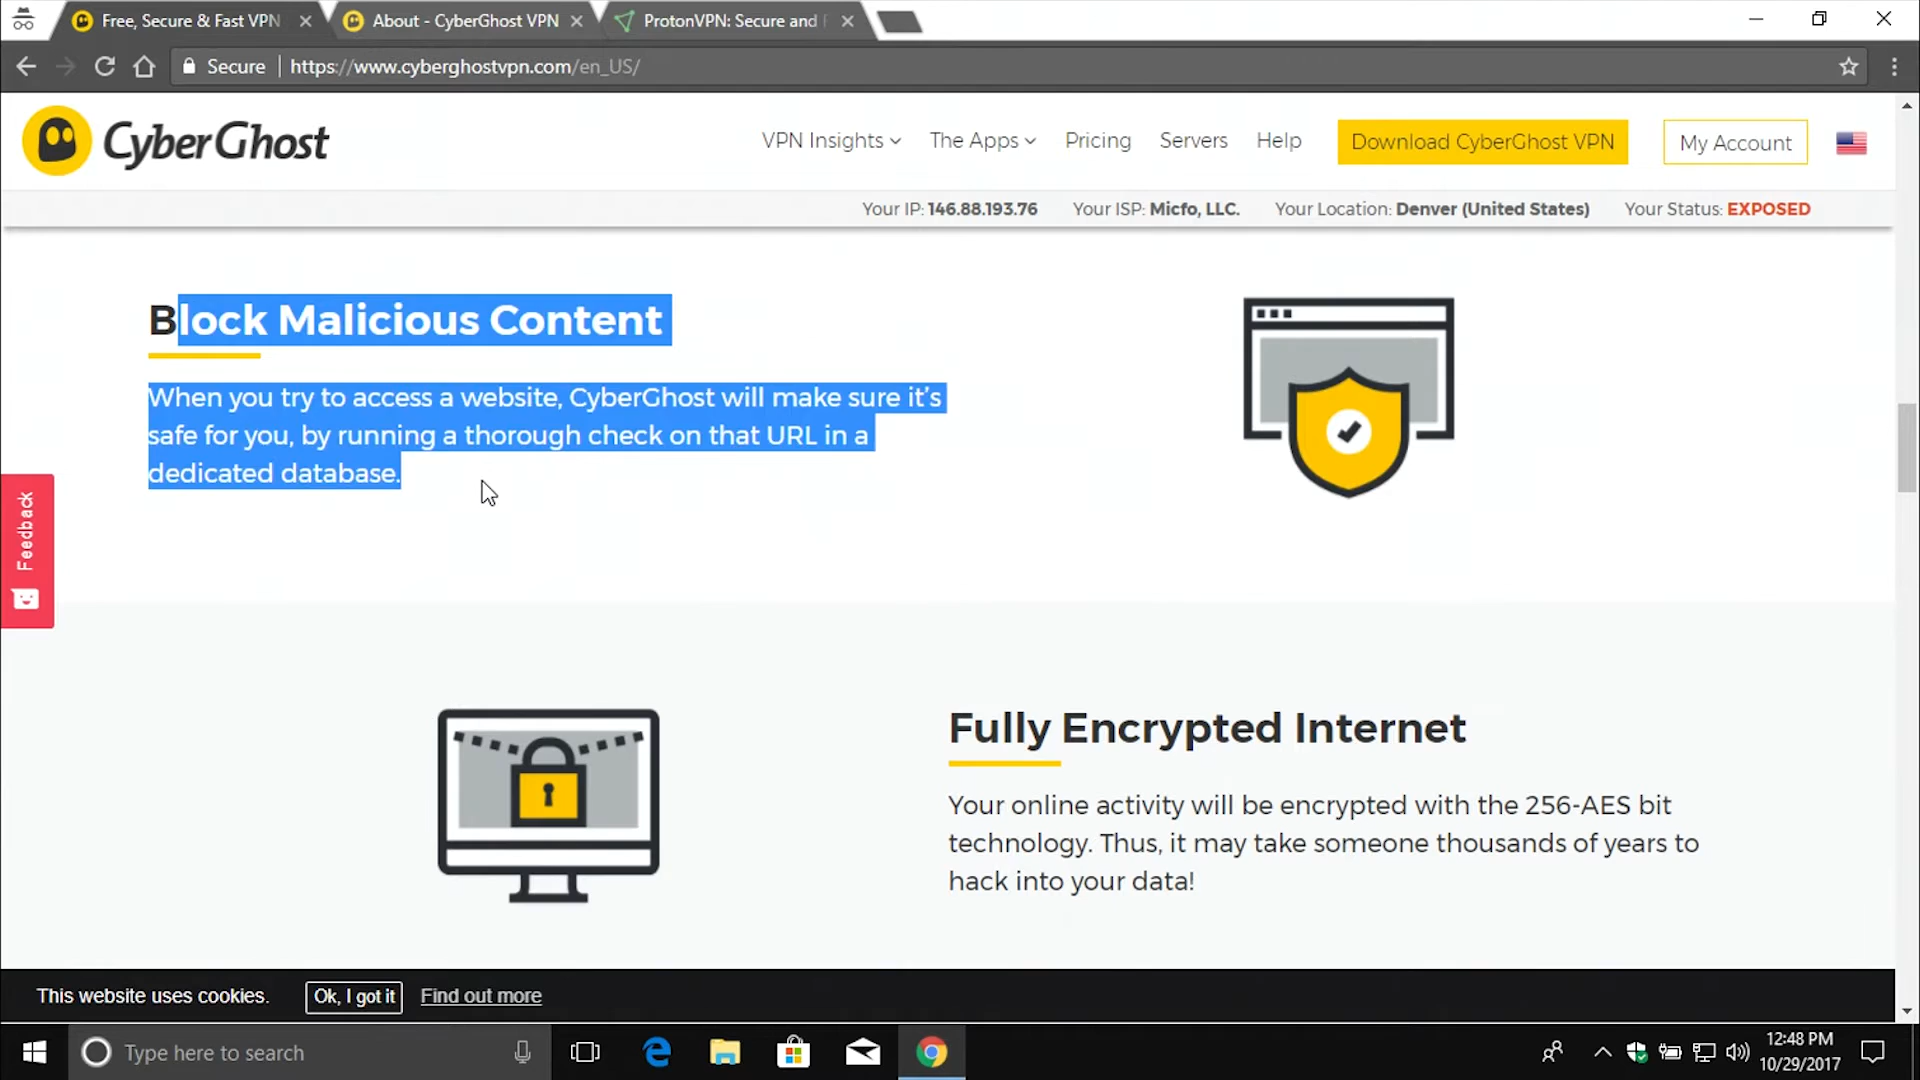 Free, Secure & Fast VPN
About - CyberGhost VPN
ProtonVPN: Secure and
Secure
https://www.cyberghostvpn.com/en_US/
CyberGhost
VPN Insights
The Apps
Pricing
Servers
Help
Download CyberGhost VPN
My Account
Your IP: 146.88.193.76
Your ISP: Micfo, LLC.
Your Location: Denver (United States)
Your Status: EXPOSED
Block Malicious Content
When you try to access a website, CyberGhost will make sure it's
safe for you, by running a thorough check on that URL in a
dedicated database.
Feedback
Fully Encrypted Internet
Your online activity will be encrypted with the 256-AES bit
technology. Thus, it may take someone thousands of years to
hack into your data!
This website uses cookies.
Ok, I got it
Find out more
Type here to search
12:48 PM
10/29/2017